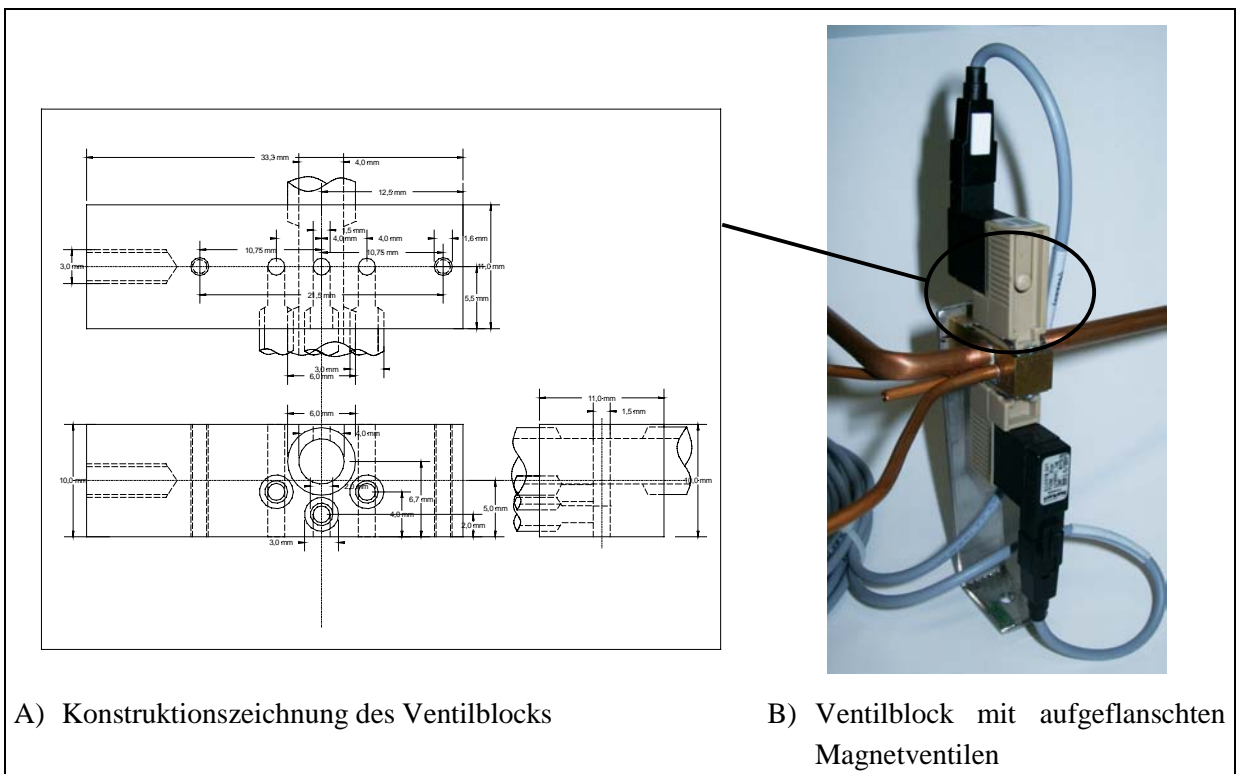 33,3 mm
4,0 mm
12,5 mm
1,5 mm
4,0 mm
4,0 mm
1,6 mm
10,75 mm
10,75 mm
3,0 mm
11,0 mm
21,5 mm
5,5 mm
3,0 mm
6,0 mm
6,0 mm
11,0 mm
1,5 mm
4,0 mm
10,0 mm
2,0 mm
6,7 mm
5,0 mm
10,0 mm
4,0 mm
2,0 mm
3,0 mm
A) Konstruktionszeichnung des Ventilblocks
B) Ventilblock mit aufgeflanschten
Magnetventilen